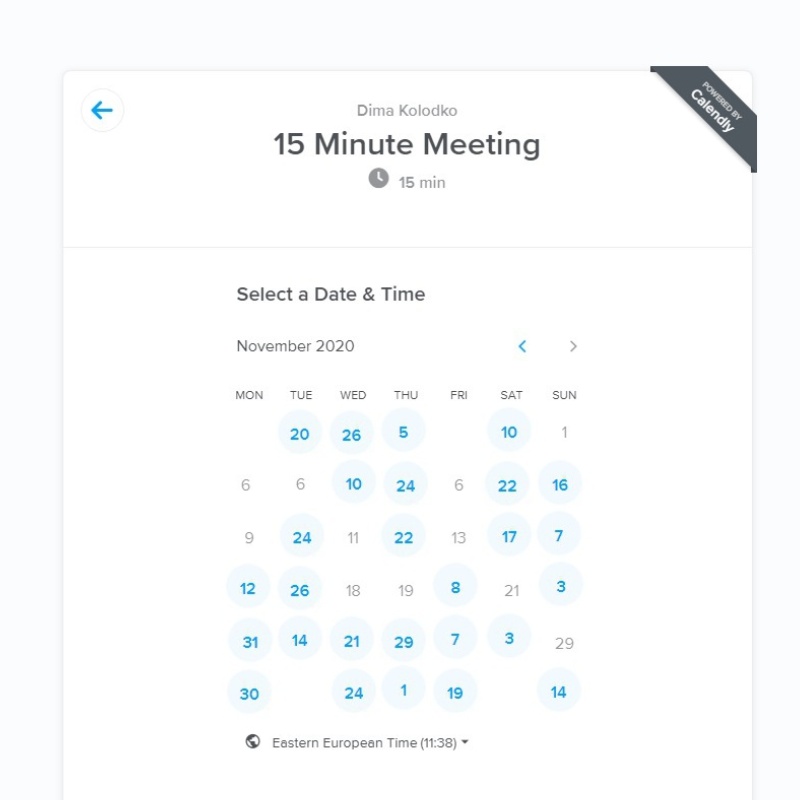 POWERED BY
Calendly
Dima Kolodko
15 Minute Meeting
15 min
Select a Date & Time
November 2020
MON TUE WED THU FRI SAT SUN
20 26 5 10 1
6 6 10 24 6 22 16
9 24 11 22 13 17 7
12 26 18 19 8 21 3
31 14 21 29 7 3 29
30 24 1 19 14
Eastern European Time (11:38)